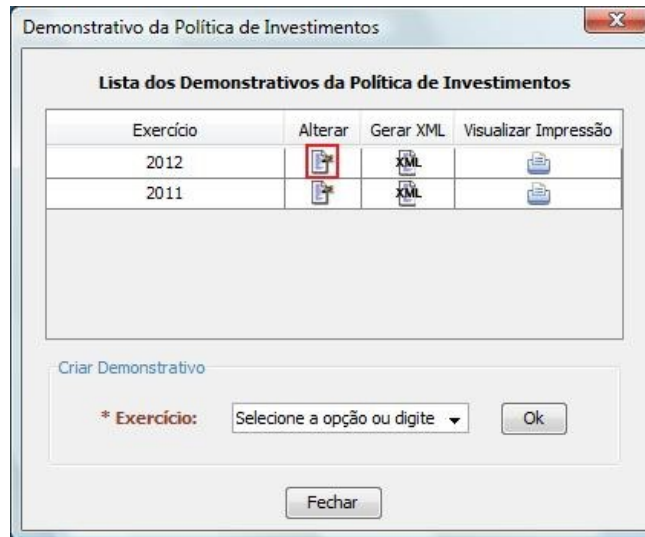 Demonstrativo da Política de Investimentos
Lista dos Demonstrativos da Política de Investimentos
Exercício Alterar Gerar XML Visualizar Impressão
2012 XML
2011 XML
Criar Demonstrativo
* Exercício: Selecione a opção ou digite Ok
Fechar